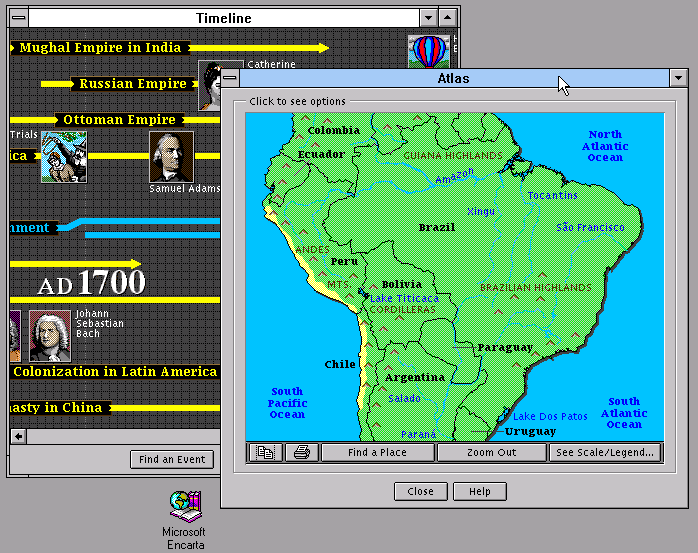 Timeline
Mughal Empire in India
Catherine
Russian Empire
Ottoman Empire
Trials
Samuel Adams
AD 1700
Johann
Sebastian
Bach
Colonization in Latin America
nasty in China
Find an Event
Microsoft
Encarta
Atlas
Click to see options
Colombia
Ecuador
GUIANA HIGHLANDS
North
Atlantic
Ocean
Amazon
Tocantins
Xingu
São Francisco
Brazil
ANDES
MTS.
Peru
Bolivia
Lake Titicaca
CORDILLERAS
BRAZILIAN HIGHLANDS
Paraguay
Chile
Argentina
Salado
South
Pacific
Ocean
South
Atlantic
Ocean
Lake Dos Patos
Uruguay
Paraná
Find a Place
Zoom Out
See Scale/Legend...
Close
Help